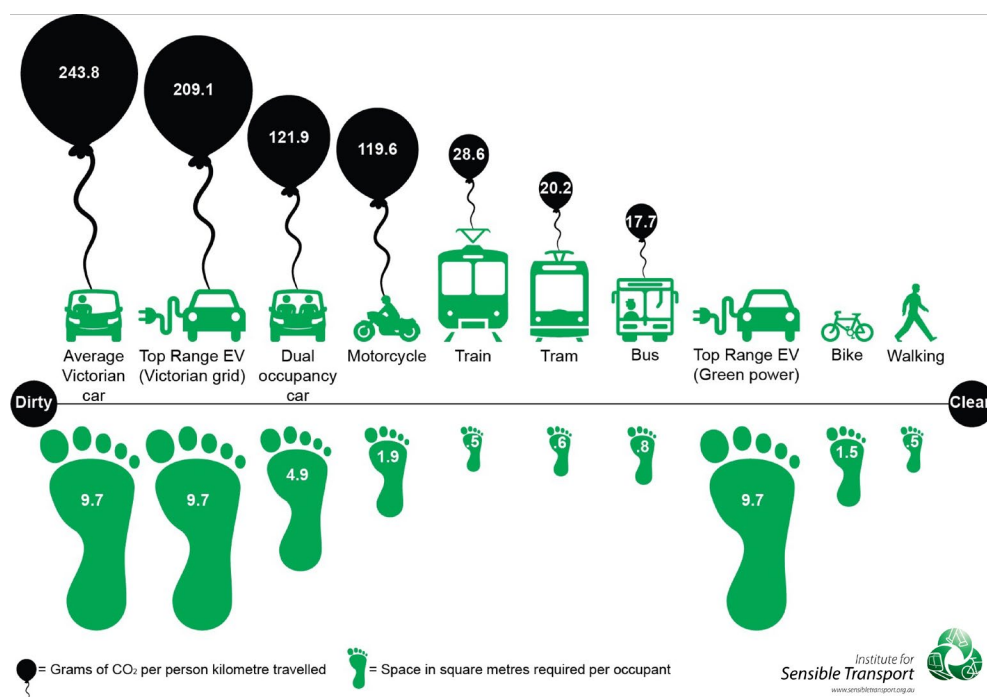 243.8
209.1
121.9
119.6
28.6
20.2
17.7
Average
Victorian
car
Top Range EV
(Victorian grid)
Dual
occupancy
car
Motorcycle
Train
Tram
Bus
Top Range EV
(Green power)
Bike
Walking
Dirty
Clean
9.7
9.7
4.9
1.9
.5
.6
.8
9.7
1.5
.5
= Grams of CO₂ per person kilometre travelled
= Space in square metres required per occupant
Institute for
Sensible Transport
www.sensibletransport.org.au